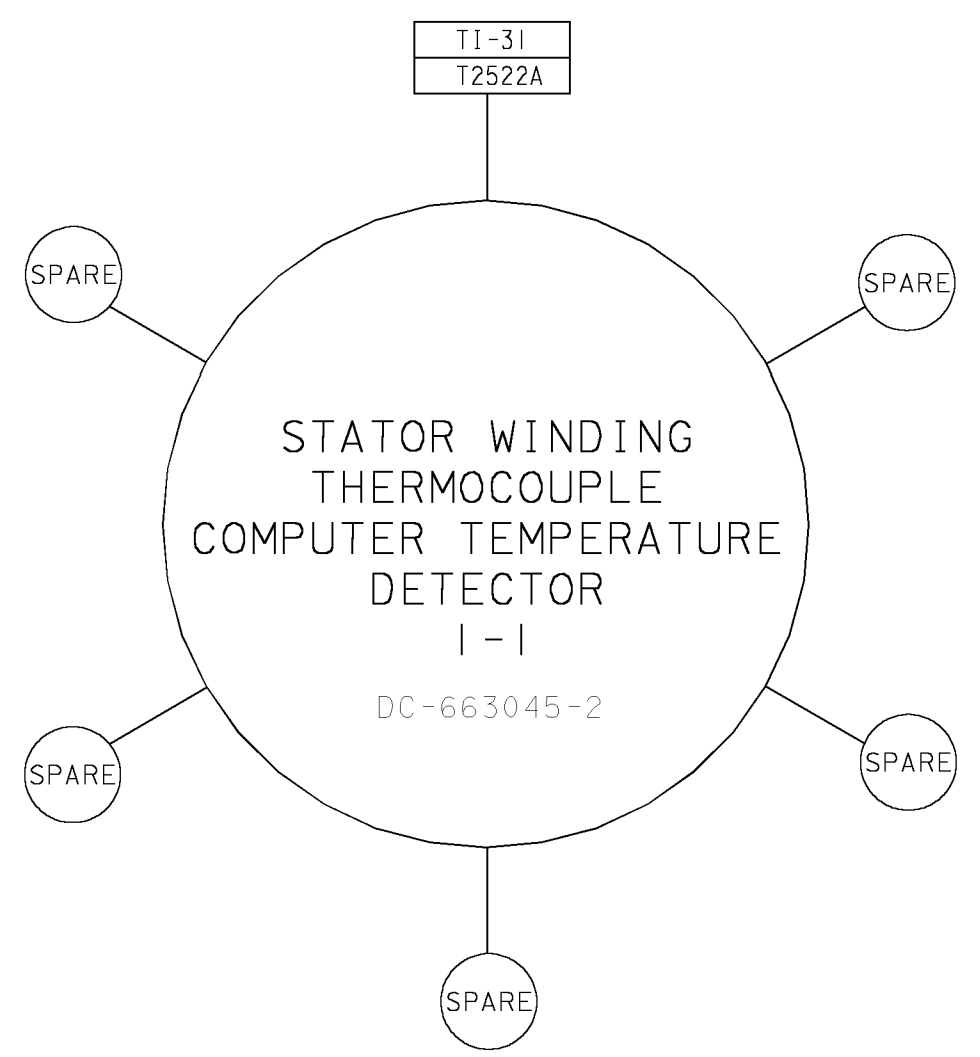 TI-31
T2522A
SPARE
SPARE
STATOR WINDING
THERMOCOUPLE
COMPUTER TEMPERATURE
DETECTOR
1-1
DC-663045-2
SPARE
SPARE
SPARE